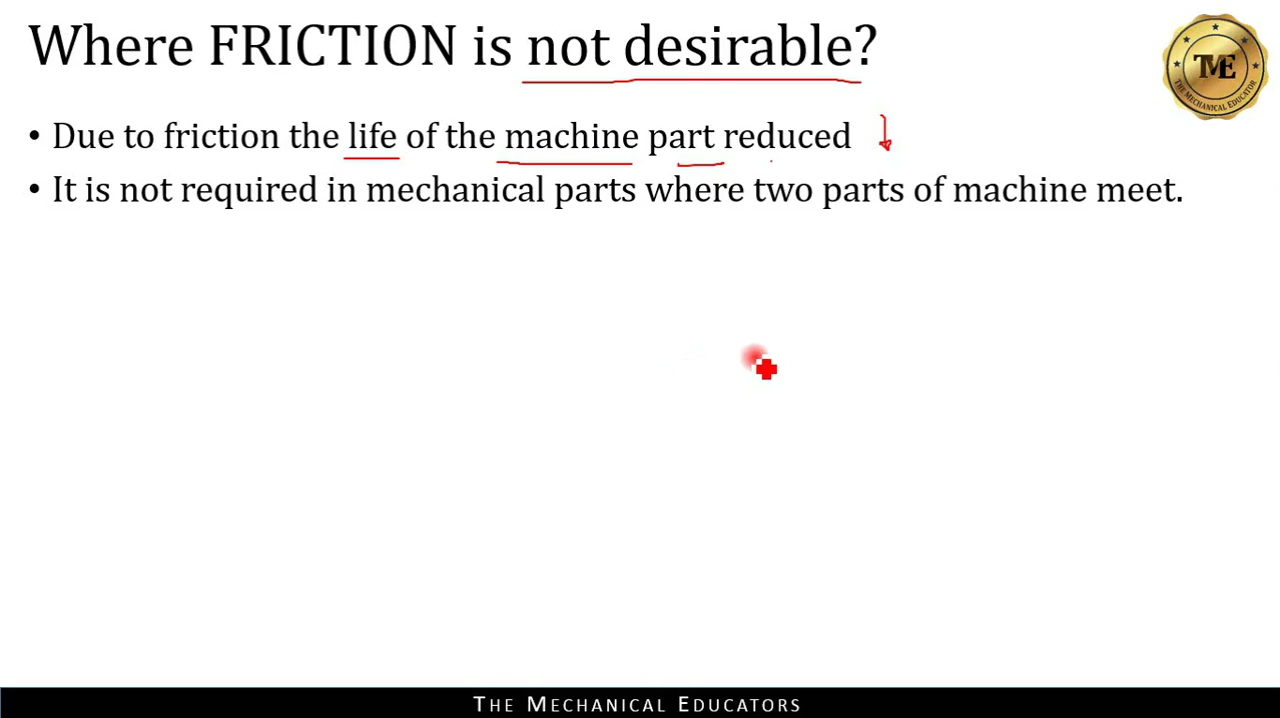 Where FRICTION is not desirable?
TME
THE MECHANICAL EDUCATOR
• Due to friction the life of the machine part reduced ↓
• It is not required in mechanical parts where two parts of machine meet.
THE MECHANICAL EDUCATORS